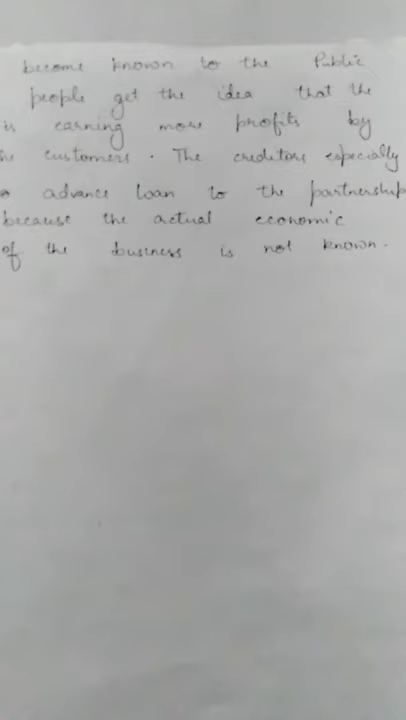 become known to the Public
people get the idea that the
is earning more profits by
customers. The creditors especially
advance loan to the partnership
because the actual economic
of the business is not known.